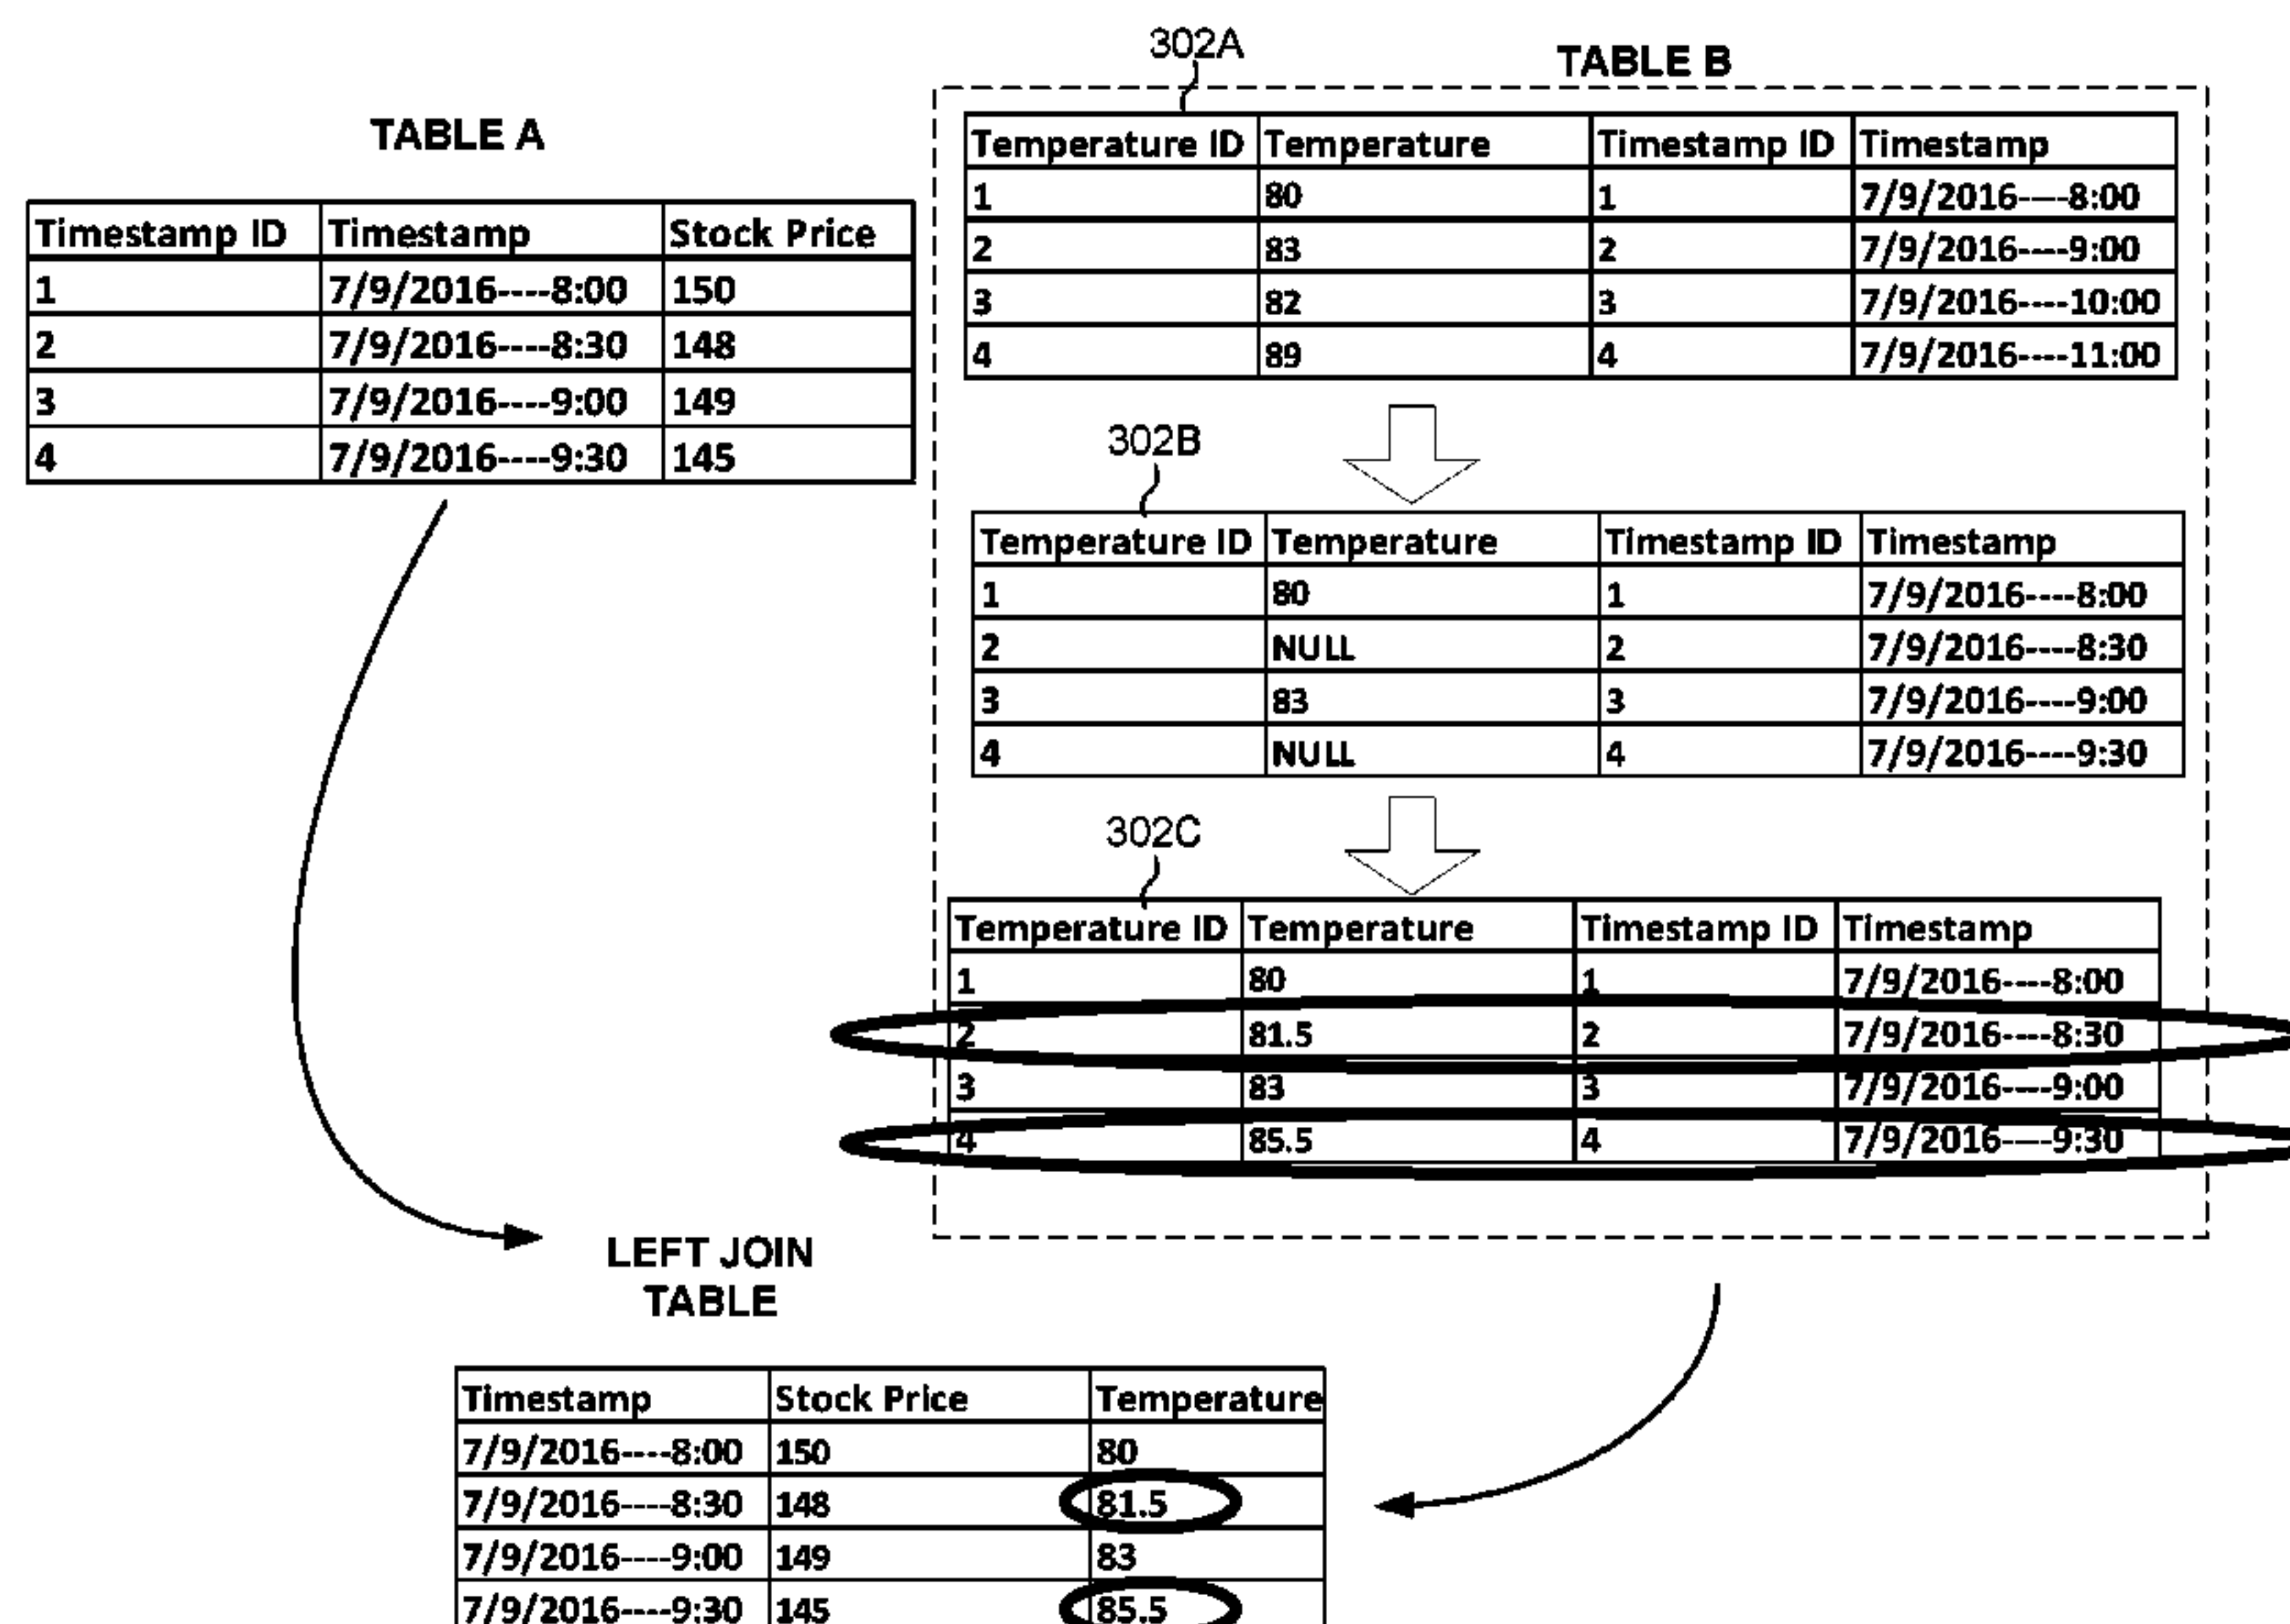 302A
TABLE B
TABLE A
Temperature ID Temperature Timestamp ID Timestamp
1 80 1 7/9/2016----8:00
2 83 2 7/9/2016----9:00
3 82 3 7/9/2016----10:00
4 89 4 7/9/2016----11:00
Timestamp ID Timestamp Stock Price
1 7/9/2016----8:00 150
2 7/9/2016----8:30 148
3 7/9/2016----9:00 149
4 7/9/2016----9:30 145
302B
Temperature ID Temperature Timestamp ID Timestamp
1 80 1 7/9/2016----8:00
2 NULL 2 7/9/2016----8:30
3 83 3 7/9/2016----9:00
4 NULL 4 7/9/2016----9:30
302C
Temperature ID Temperature Timestamp ID Timestamp
1 80 1 7/9/2016----8:00
2 81.5 2 7/9/2016----8:30
3 83 3 7/9/2016----9:00
4 85.5 4 7/9/2016----9:30
LEFT JOIN
TABLE
Timestamp Stock Price Temperature
7/9/2016----8:00 150 80
7/9/2016----8:30 148 81.5
7/9/2016----9:00 149 83
7/9/2016----9:30 145 85.5